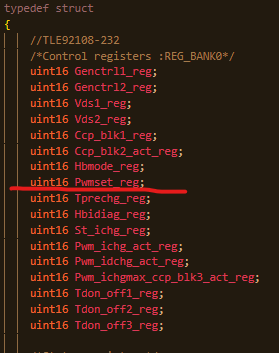 typedef struct
{
//TLE92108-232
/*Control registers :REG_BANK0*/
uint16 Genctrl1_reg;
uint16 Genctrl2_reg;
uint16 Vds1_reg;
uint16 Vds2_reg;
uint16 Ccp_blk1_reg;
uint16 Ccp_blk2_act_reg;
uint16 Hbmode_reg;
uint16 Pwmset_reg;
uint16 Tprechg_reg;
uint16 Hbidiag_reg;
uint16 St_ichg_reg;
uint16 Pwm_ichg_act_reg;
uint16 Pwm_idchg_act_reg;
uint16 Pwm_ichgmax_ccp_blk3_act_reg;
uint16 Tdon_off1_reg;
uint16 Tdon_off2_reg;
uint16 Tdon_off3_reg;